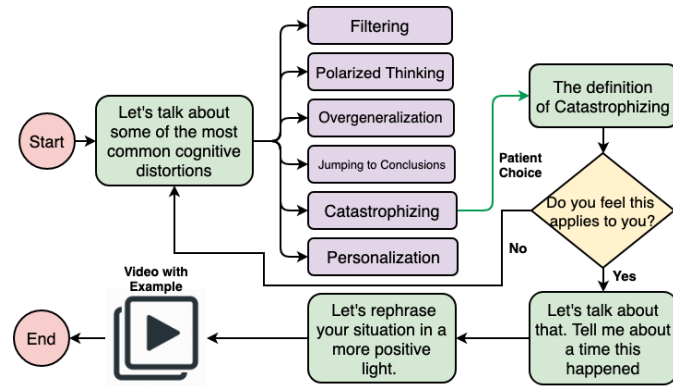 Start
Let's talk about
some of the most
common cognitive
distortions
Filtering
Polarized Thinking
Overgeneralization
Jumping to Conclusions
Catastrophizing
Personalization
Patient
Choice
The definition
of Catastrophizing
Do you feel this
applies to you?
No
Yes
Let's talk about
that. Tell me about
a time this
happened
Let's rephrase
your situation in a
more positive
light.
Video with
Example
End